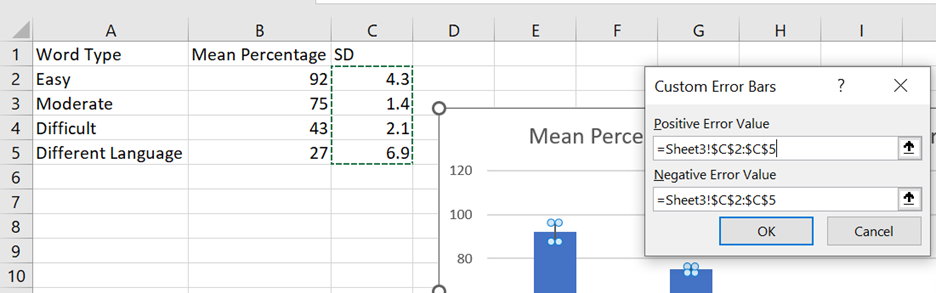 A B C D E F G H I
1 Word Type Mean Percentage SD
2 Easy 92 4.3
3 Moderate 75 1.4
4 Difficult 43 2.1
5 Different Language 27 6.9
6
7
8
9
10
Mean Perce
120
100
80
Custom Error Bars ? X
Positive Error Value
=Sheet3!$C$2:$C$5
Negative Error Value
=Sheet3!$C$2:$C$5
OK Cancel